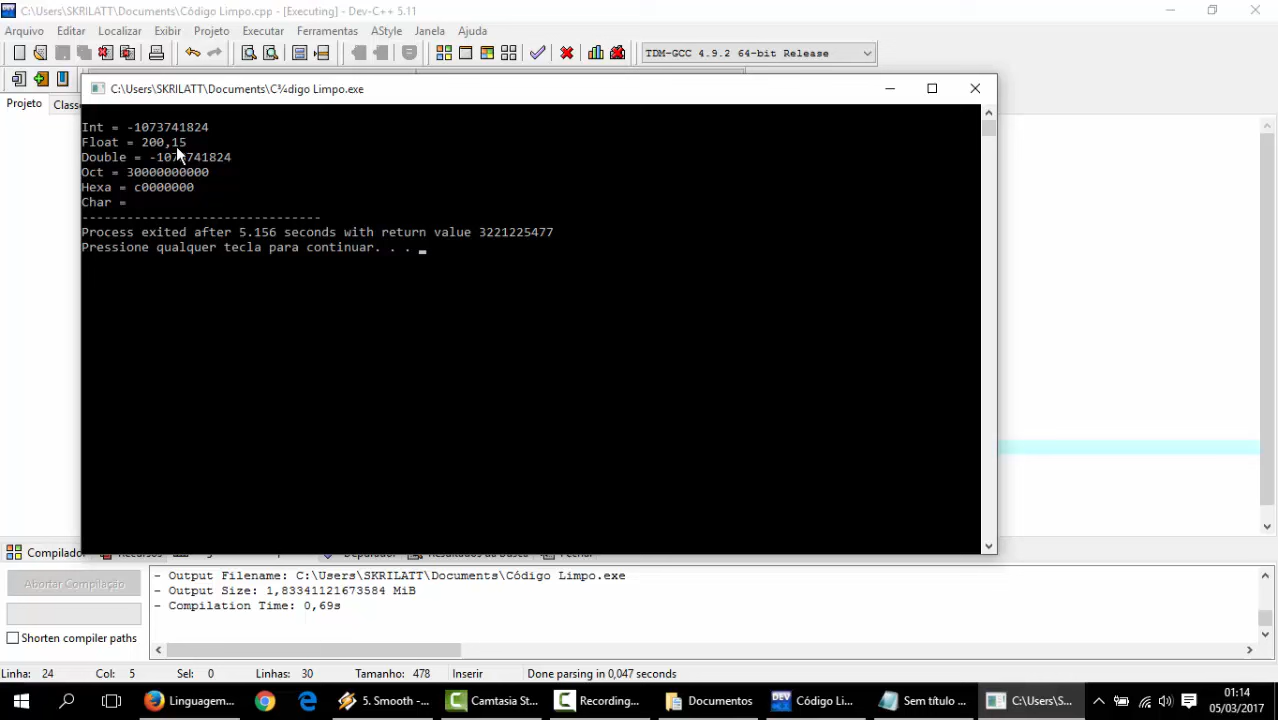 C:\Users\SKRILATT\Documents\Código Limpo.cpp - [Executing] - Dev-C++ 5.11
Arquivo Editar Localizar Exibir Projeto Executar Ferramentas AStyle Janela Ajuda
TDM-GCC 4.9.2 64-bit Release
Projeto
C:\Users\SKRILATT\Documents\C¾digo Limpo.exe
Int = -1073741824
Float = 200,15
Double = -1073741824
Oct = 30000000000
Hexa = c0000000
Char =
--------------------------------
Process exited after 5.156 seconds with return value 3221225477
Pressione qualquer tecla para continuar. . . _
Compilador Recursos Depurador Resultados da busca Fechar
Abortar Compilação
- Output Filename: C:\Users\SKRILATT\Documents\Código Limpo.exe
- Output Size: 1,83341121673584 MiB
- Compilation Time: 0,69s
Shorten compiler paths
Linha: 24 Col: 5 Sel: 0 Linhas: 30 Tamanho: 478 Inserir Done parsing in 0,047 seconds
Linguagem... 5. Smooth -... Camtasia St... Recording... Documentos Código Li... Sem título ... C:\Users\S...
01:14
05/03/2017